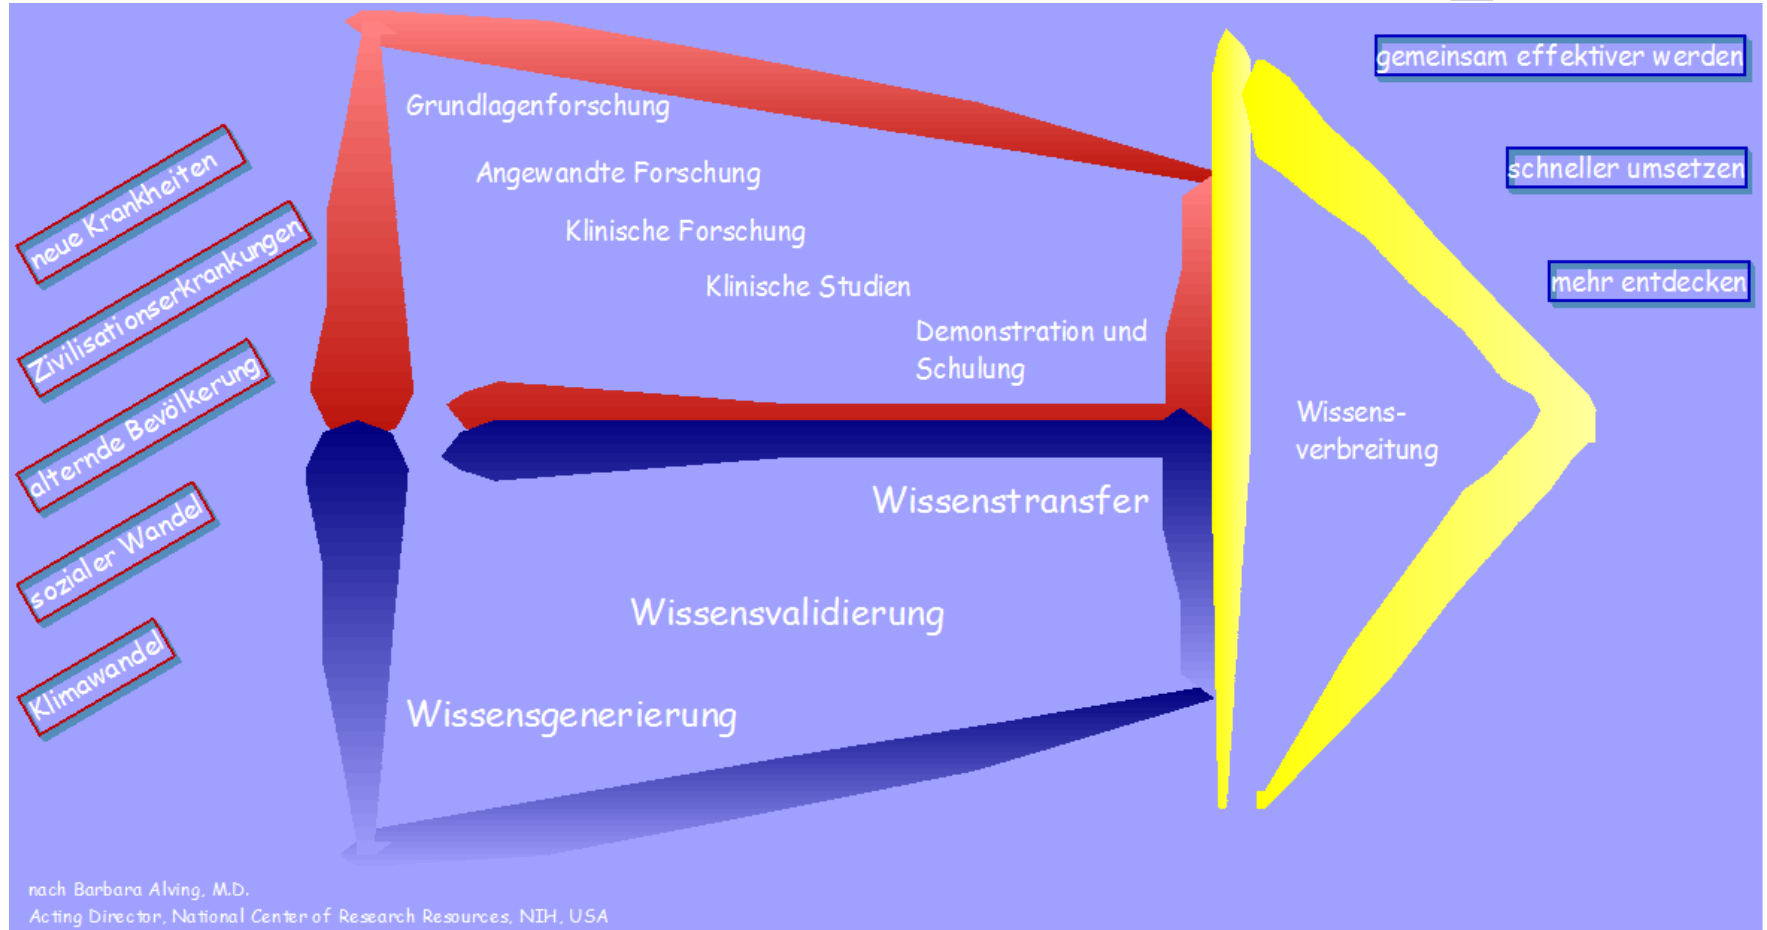 neue Krankheiten
Zivilisationserkrankungen
alternde Bevölkerung
sozialer Wandel
Klimawandel
Grundlagenforschung
Angewandte Forschung
Klinische Forschung
Klinische Studien
Demonstration und
Schulung
Wissenstransfer
Wissensvalidierung
Wissensgenerierung
Wissens-
verbreitung
gemeinsam effektiver werden
schneller umsetzen
mehr entdecken
nach Barbara Alving, M.D.
Acting Director, National Center of Research Resources, NIH, USA